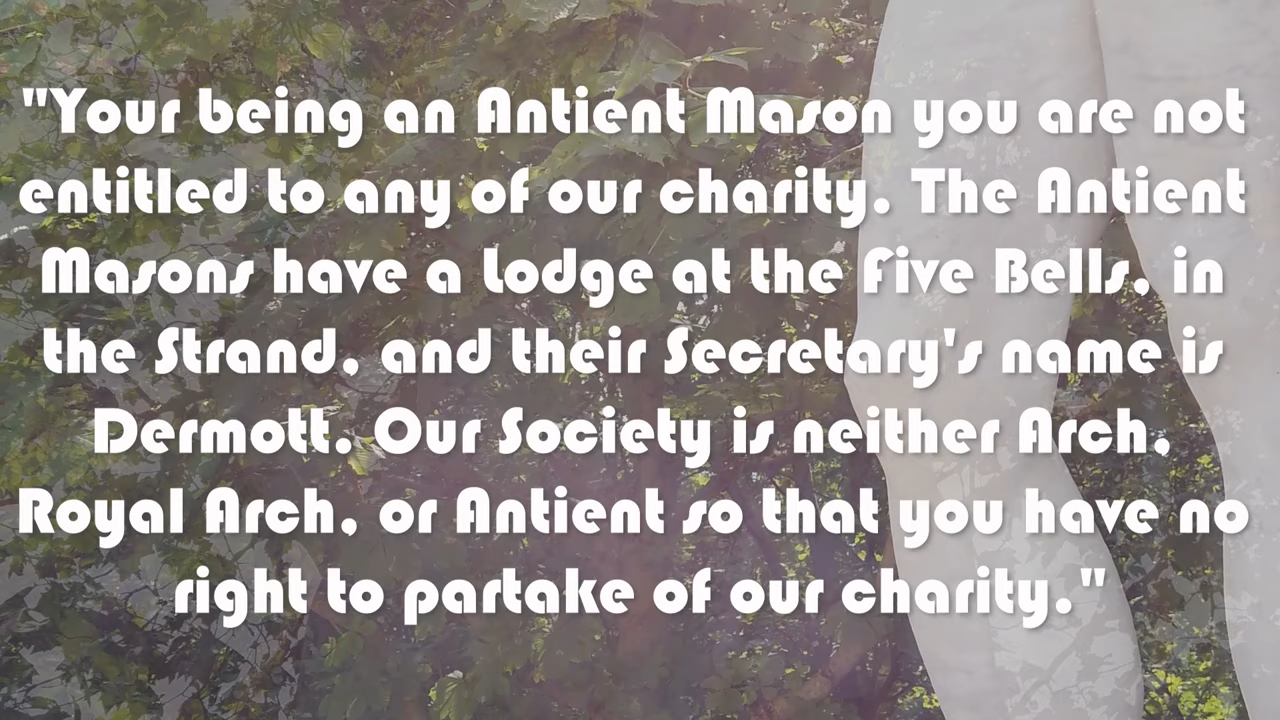 "Your being an Antient Mason you are not
entitled to any of our charity. The Antient
Masons have a Lodge at the Five Bells, in
the Strand, and their Secretary's name is
Dermott. Our Society is neither Arch,
Royal Arch, or Antient so that you have no
right to partake of our charity."